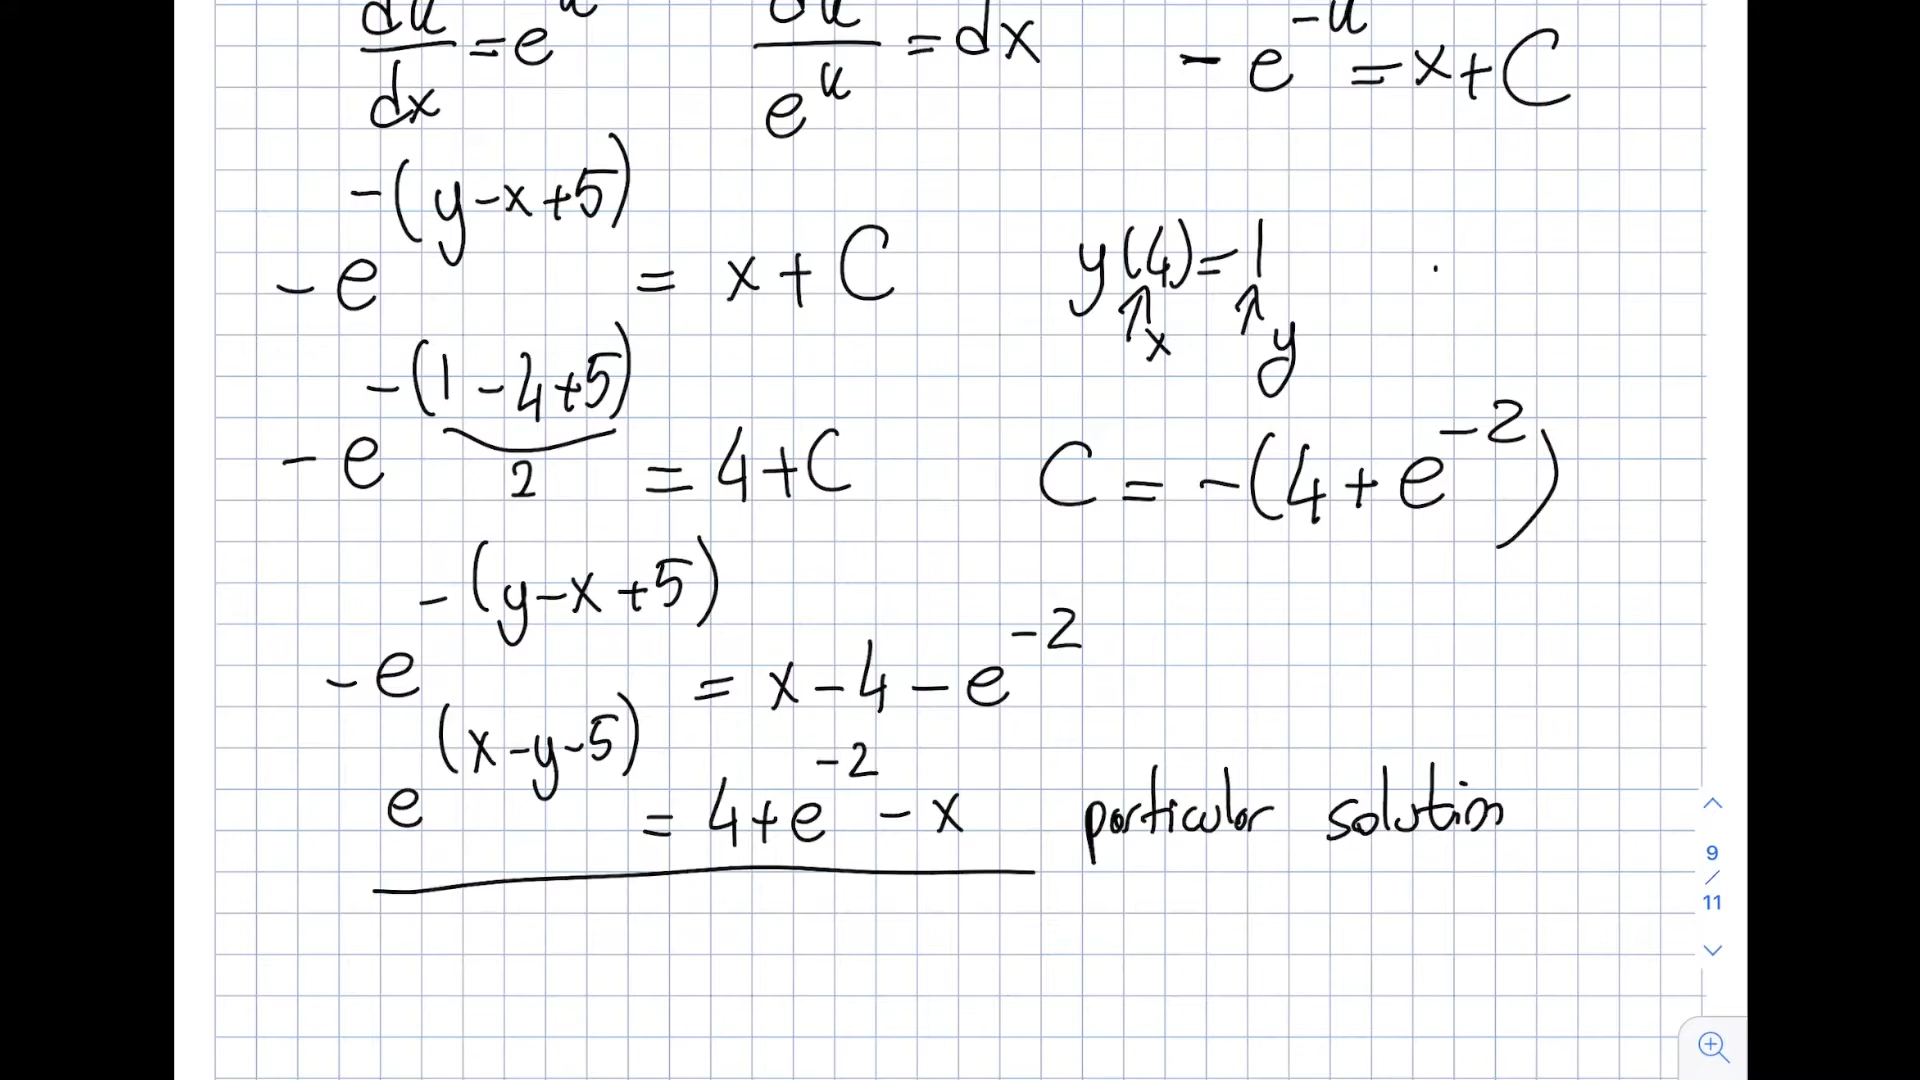 du/dx = e^u    du/e^u = dx    -e^-u = x+C
-e^-(y-x+5) = x+C    y(4)=1
↑x ↑y
-e^-(1-4+5) = 4+C    C = -(4+e^-2)
2
-e^-(y-x+5) = x-4-e^-2
e^(x-y-5) = 4+e^-2 -x    particular solution
9
/
11